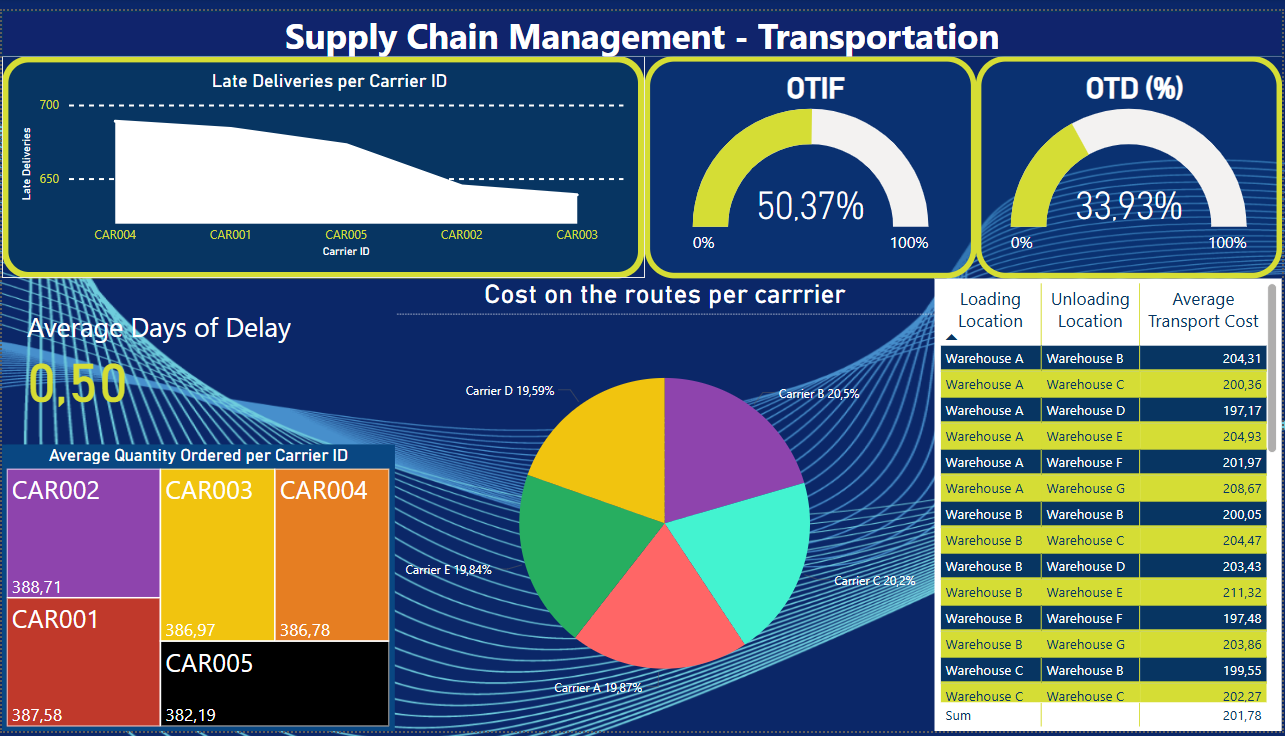 Supply Chain Management - Transportation
Late Deliveries per Carrier ID
700
650
Late Deliveries
CAR004 CAR001 CAR005 CAR002 CAR003
Carrier ID
OTIF
50,37%
0% 100%
OTD (%)
33,93%
0% 100%
Average Days of Delay
0,50
Average Quantity Ordered per Carrier ID
CAR002
388,71
CAR003
386,97
CAR004
386,78
CAR001
387,58
CAR005
382,19
Cost on the routes per carrrier
Carrier D 19,59%
Carrier B 20,5%
Carrier E 19,84%
Carrier C 20,2%
Carrier A 19,87%
Loading Location Unloading Location Average Transport Cost
Warehouse A Warehouse B 204,31
Warehouse A Warehouse C 200,36
Warehouse A Warehouse D 197,17
Warehouse A Warehouse E 204,93
Warehouse A Warehouse F 201,97
Warehouse A Warehouse G 208,67
Warehouse B Warehouse B 200,05
Warehouse B Warehouse C 204,47
Warehouse B Warehouse D 203,43
Warehouse B Warehouse E 211,32
Warehouse B Warehouse F 197,48
Warehouse B Warehouse G 203,86
Warehouse C Warehouse B 199,55
Warehouse C Warehouse C 202,27
Sum 201,78